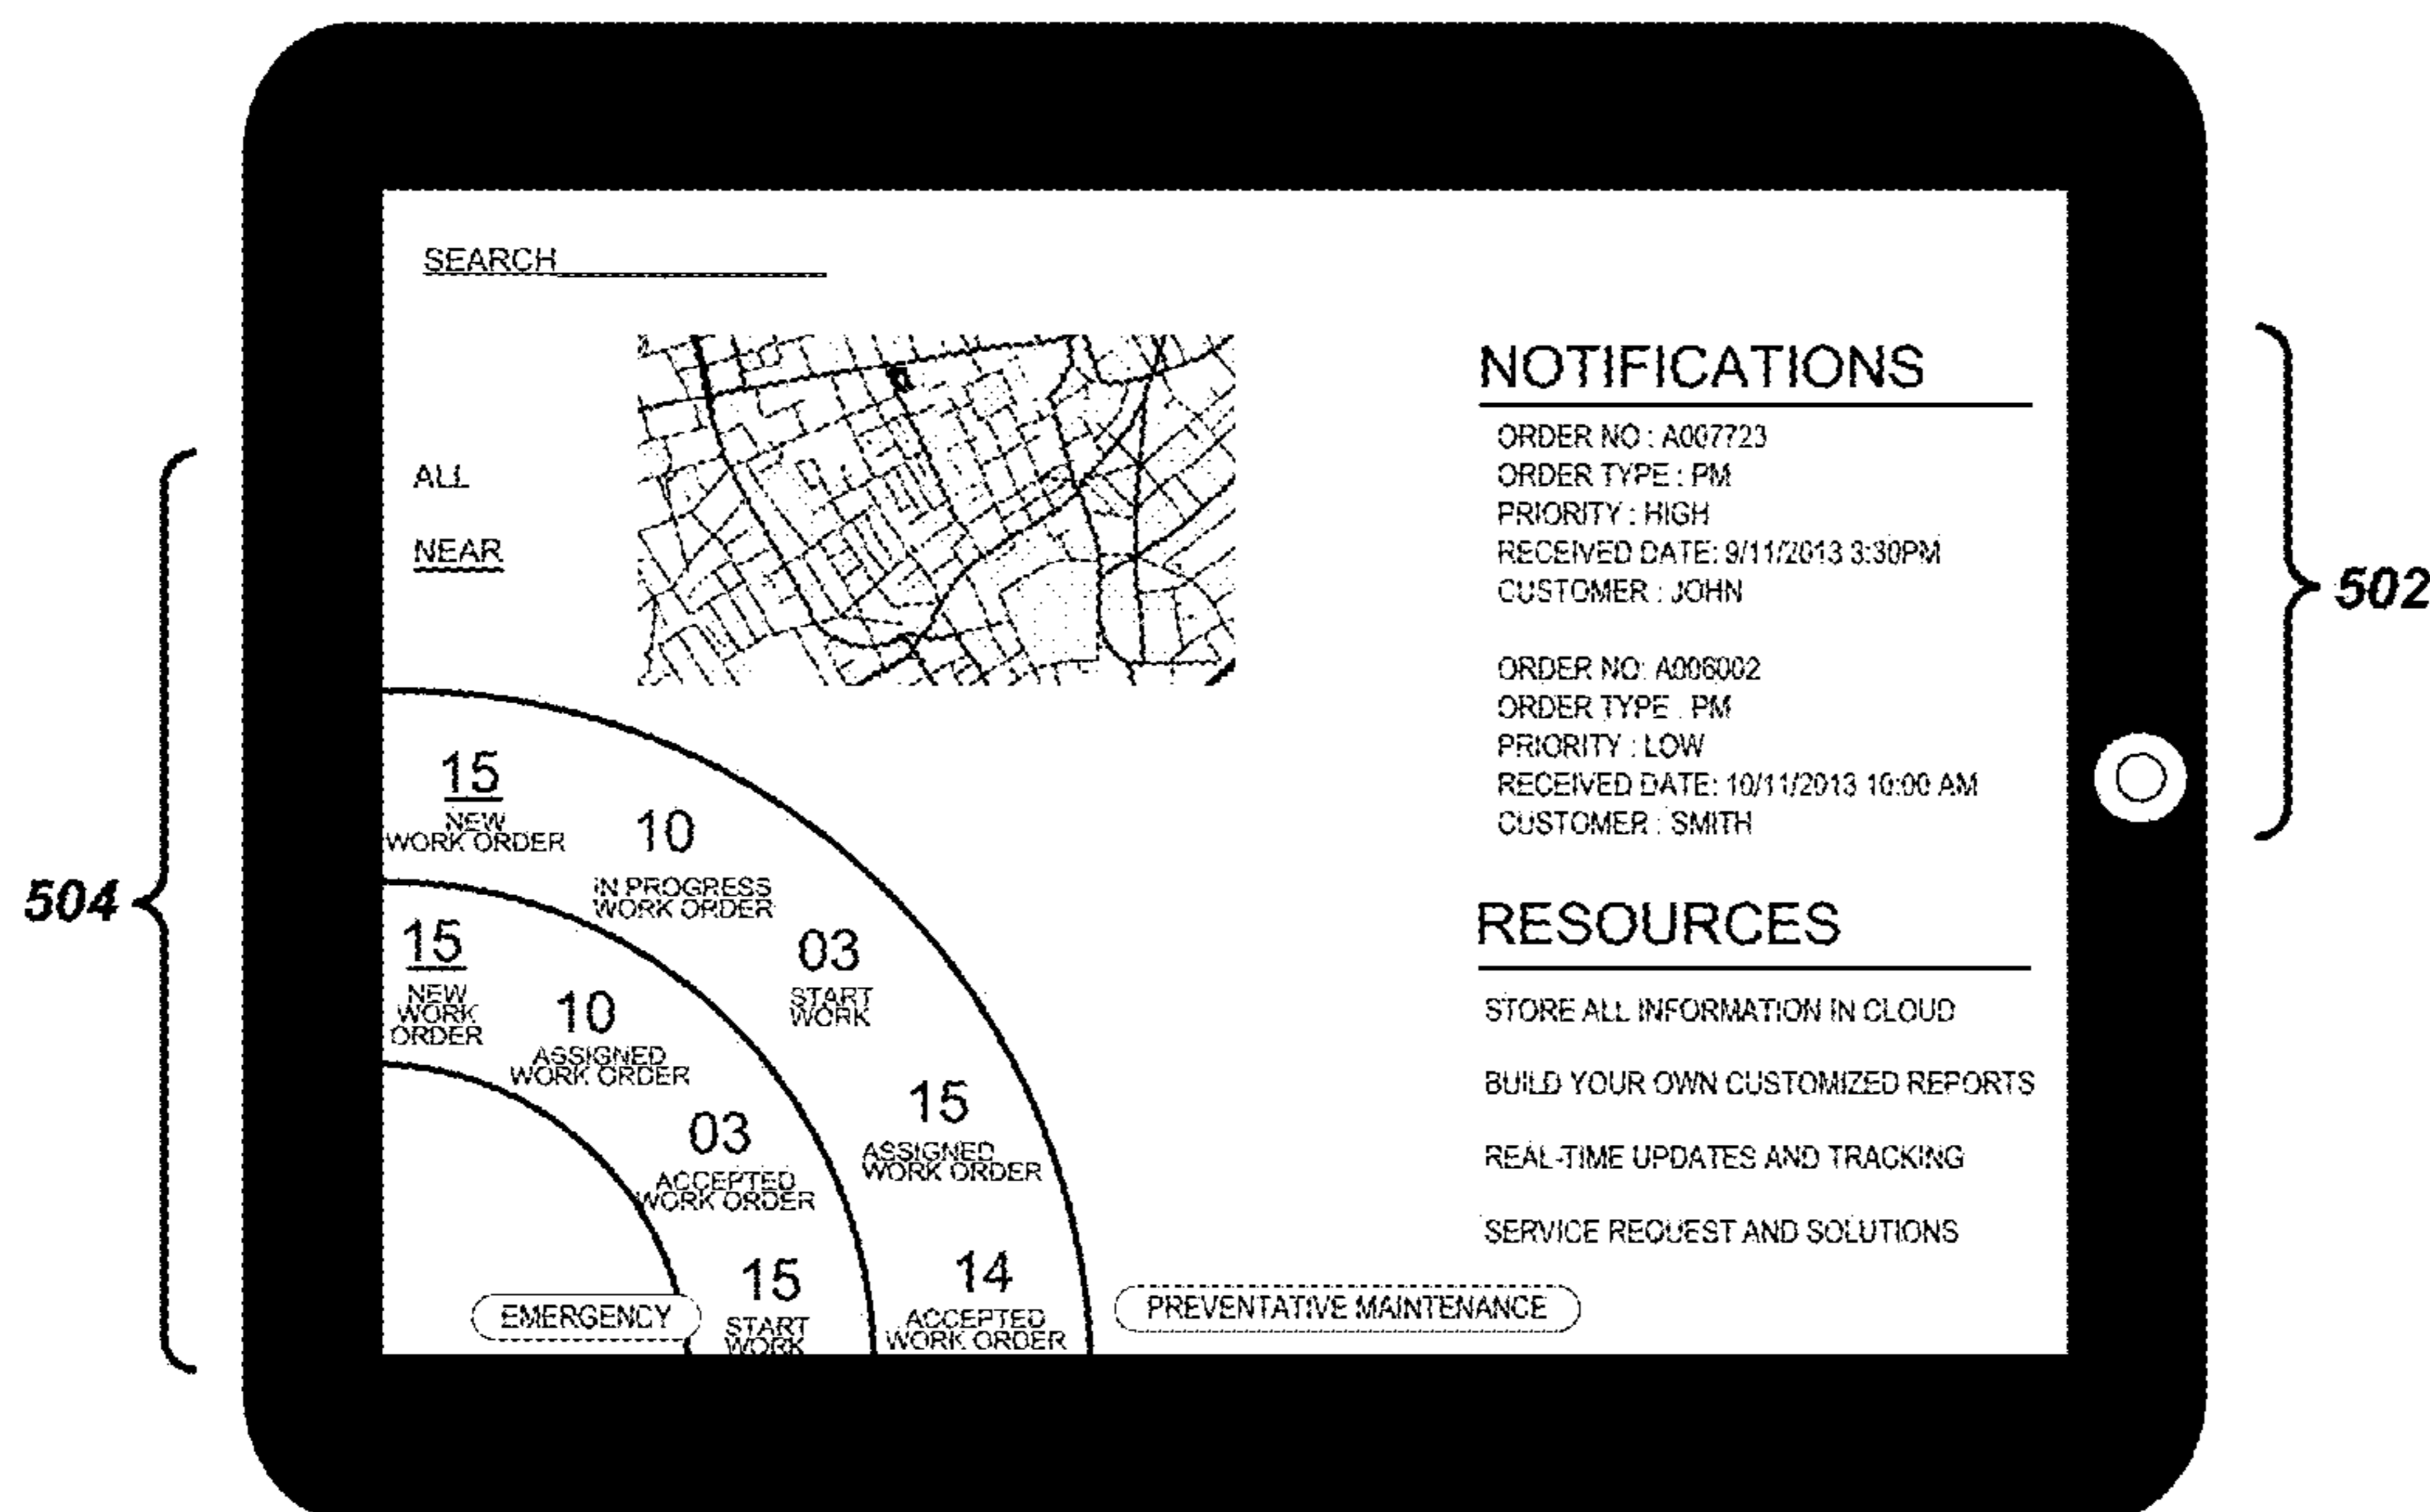 SEARCH
ALL
NEAR
NOTIFICATIONS
ORDER NO : A007723
ORDER TYPE : PM
PRIORITY : HIGH
RECEIVED DATE: 9/11/2013 3:30PM
CUSTOMER : JOHN
ORDER NO: A006002
ORDER TYPE : PM
PRIORITY : LOW
RECEIVED DATE: 10/11/2013 10:00 AM
CUSTOMER : SMITH
502
504
15
NEW
WORK ORDER
10
IN PROGRESS
WORK ORDER
03
START
WORK
15
ASSIGNED
WORK ORDER
14
ACCEPTED
WORK ORDER
15
NEW
WORK
ORDER
10
ASSIGNED
WORK ORDER
03
ACCEPTED
WORK ORDER
15
START
WORK
EMERGENCY
PREVENTATIVE MAINTENANCE
RESOURCES
STORE ALL INFORMATION IN CLOUD
BUILD YOUR OWN CUSTOMIZED REPORTS
REAL-TIME UPDATES AND TRACKING
SERVICE REQUEST AND SOLUTIONS